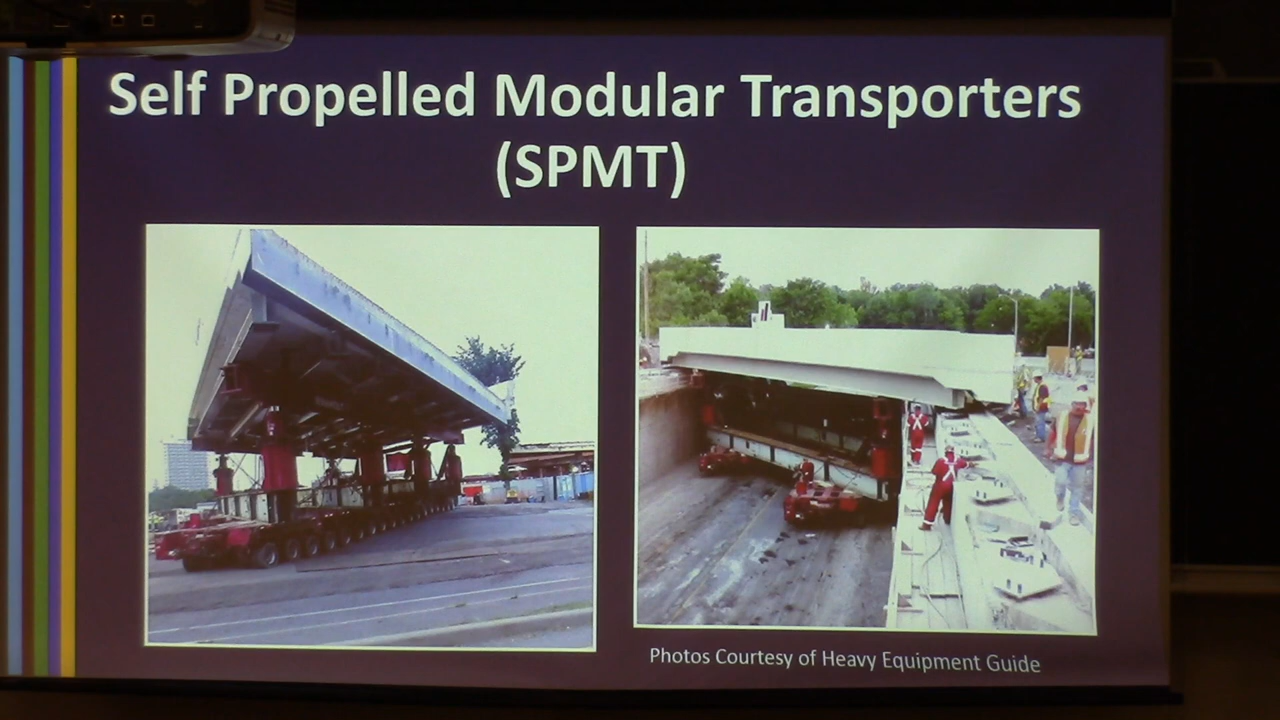 Self Propelled Modular Transporters
(SPMT)
Photos Courtesy of Heavy Equipment Guide